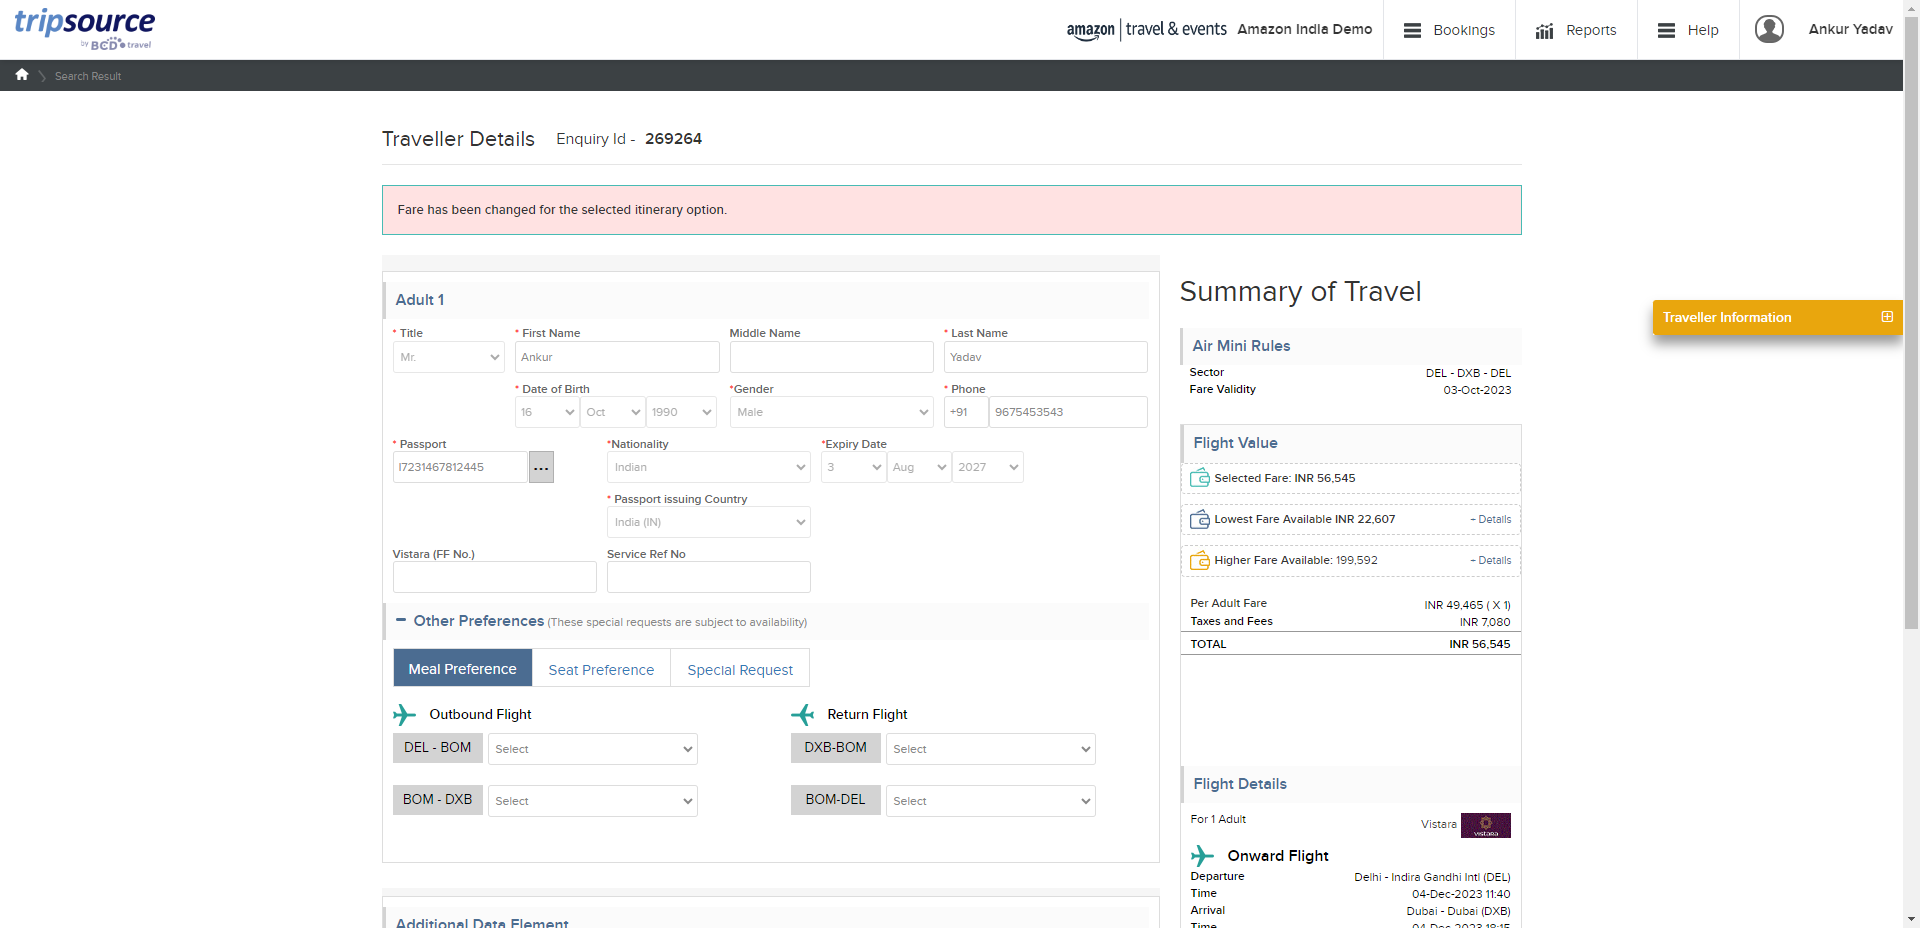 tripsource
by BCD travel
amazon travel & events
Amazon India Demo
Bookings
Reports
Help
Ankur Yadav
Search Result
Traveller Details
Enquiry Id - 269264
Fare has been changed for the selected itinerary option.
Adult 1
* Title
* First Name
Middle Name
* Last Name
Mr.
Ankur
Yadav
* Date of Birth
*Gender
* Phone
16
Oct
1990
Male
+91
9675453543
* Passport
*Nationality
*Expiry Date
I7231467812445
...
Indian
3
Aug
2027
* Passport issuing Country
India (IN)
Vistara (FF No.)
Service Ref No
Other Preferences (These special requests are subject to availability)
Meal Preference
Seat Preference
Special Request
Outbound Flight
Return Flight
DEL - BOM
Select
DXB-BOM
Select
BOM - DXB
Select
BOM-DEL
Select
Additional Data Element
Summary of Travel
Air Mini Rules
Sector
DEL - DXB - DEL
Fare Validity
03-Oct-2023
Flight Value
Selected Fare: INR 56,545
Lowest Fare Available INR 22,607
+ Details
Higher Fare Available: 199,592
+ Details
Per Adult Fare
INR 49,465 ( X 1)
Taxes and Fees
INR 7,080
TOTAL
INR 56,545
Flight Details
For 1 Adult
Vistara
vistara
Onward Flight
Departure
Delhi - Indira Gandhi Intl (DEL)
Time
04-Dec-2023 11:40
Arrival
Dubai - Dubai (DXB)
Time
04-Dec-2023 18:15
Traveller Information